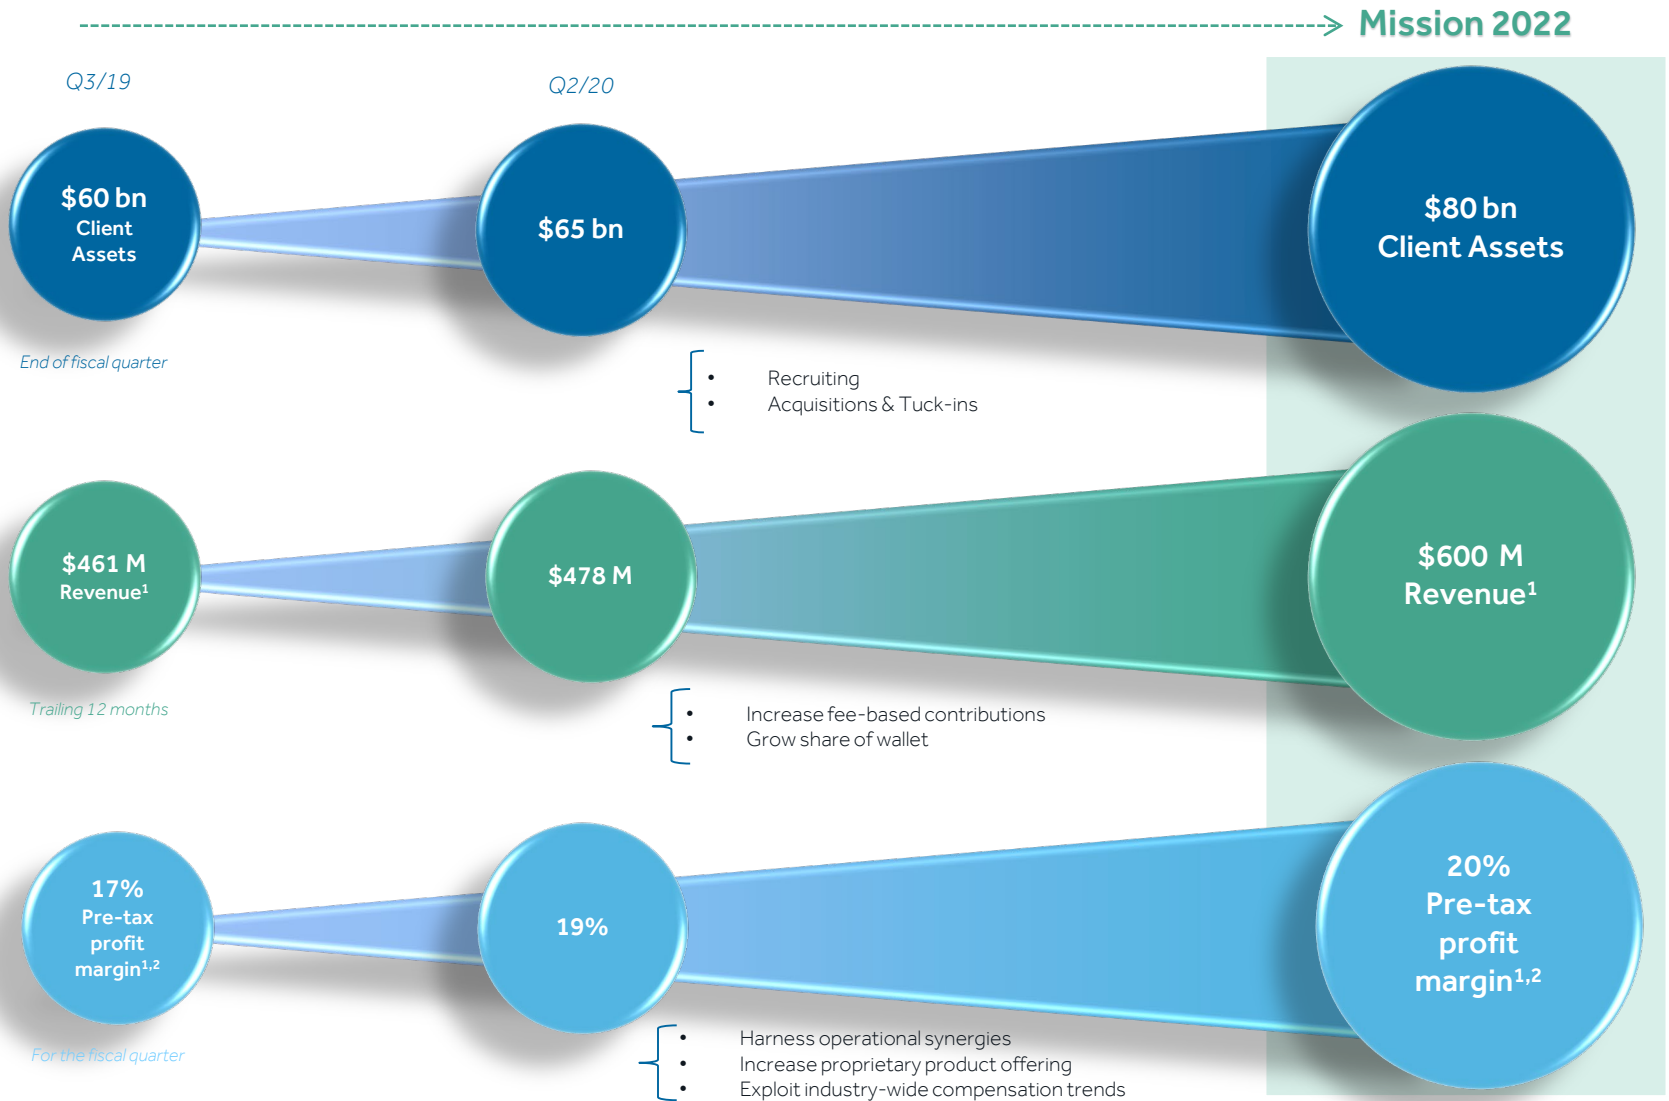 Mission 2022
Q3/19
Q2/20
$60 bn
Client
Assets
$65 bn
$80 bn
Client Assets
End of fiscal quarter
• Recruiting
• Acquisitions & Tuck-ins
$461 M
Revenue¹
$478 M
$600 M
Revenue¹
Trailing 12 months
• Increase fee-based contributions
• Grow share of wallet
17%
Pre-tax
profit
margin¹,²
19%
20%
Pre-tax
profit
margin¹,²
For the fiscal quarter
• Harness operational synergies
• Increase proprietary product offering
• Exploit industry-wide compensation trends